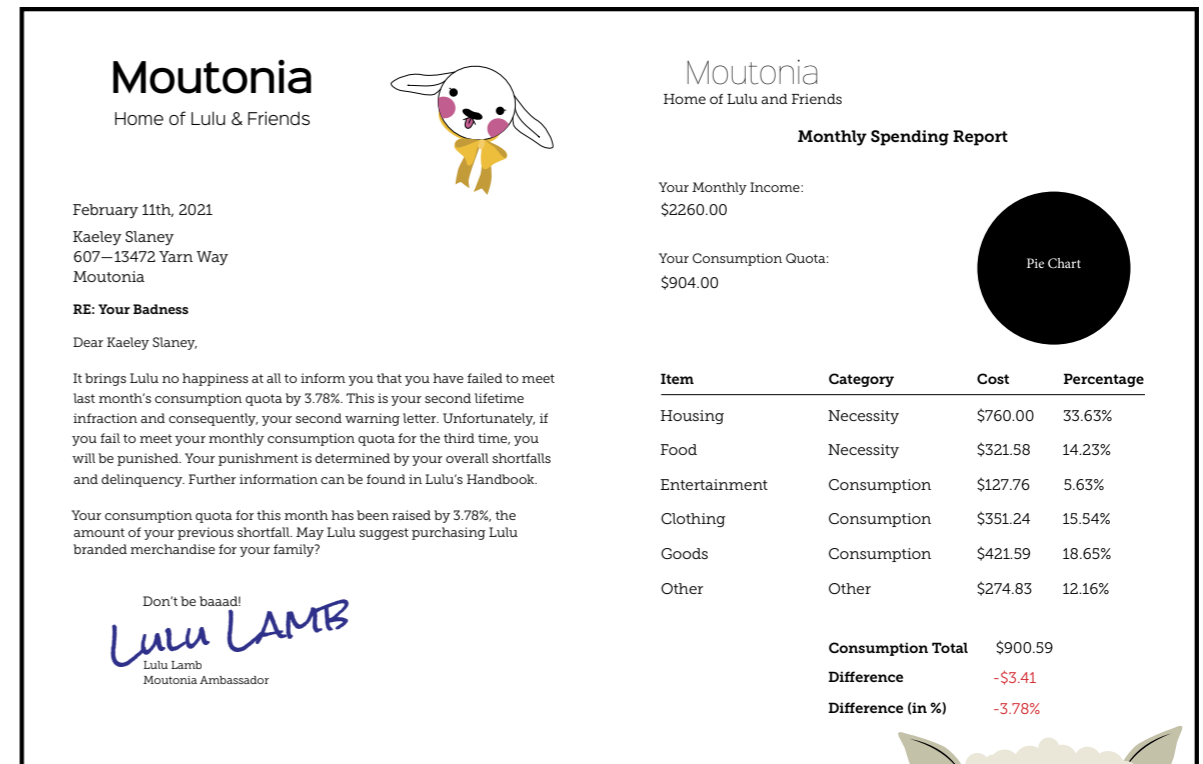 Moutonia
Home of Lulu & Friends
February 11th, 2021
Kaeley Slaney
607—13472 Yarn Way
Moutonia
RE: Your Badness
Dear Kaeley Slaney,
It brings Lulu no happiness at all to inform you that you have failed to meet
last month's consumption quota by 3.78%. This is your second lifetime
infraction and consequently, your second warning letter. Unfortunately, if
you fail to meet your monthly consumption quota for the third time, you
will be punished. Your punishment is determined by your overall shortfalls
and delinquency. Further information can be found in Lulu's Handbook.
Your consumption quota for this month has been raised by 3.78%, the
amount of your previous shortfall. May Lulu suggest purchasing Lulu
branded merchandise for your family?
Don't be baaad!
Lulu Lamb
Lulu Lamb
Moutonia Ambassador
Moutonia
Home of Lulu and Friends
Monthly Spending Report
Your Monthly Income:
$2260.00
Your Consumption Quota:
$904.00
Pie Chart
Item Category Cost Percentage
Housing Necessity $760.00 33.63%
Food Necessity $321.58 14.23%
Entertainment Consumption $127.76 5.63%
Clothing Consumption $351.24 15.54%
Goods Consumption $421.59 18.65%
Other Other $274.83 12.16%
Consumption Total $900.59
Difference -$3.41
Difference (in %) -3.78%